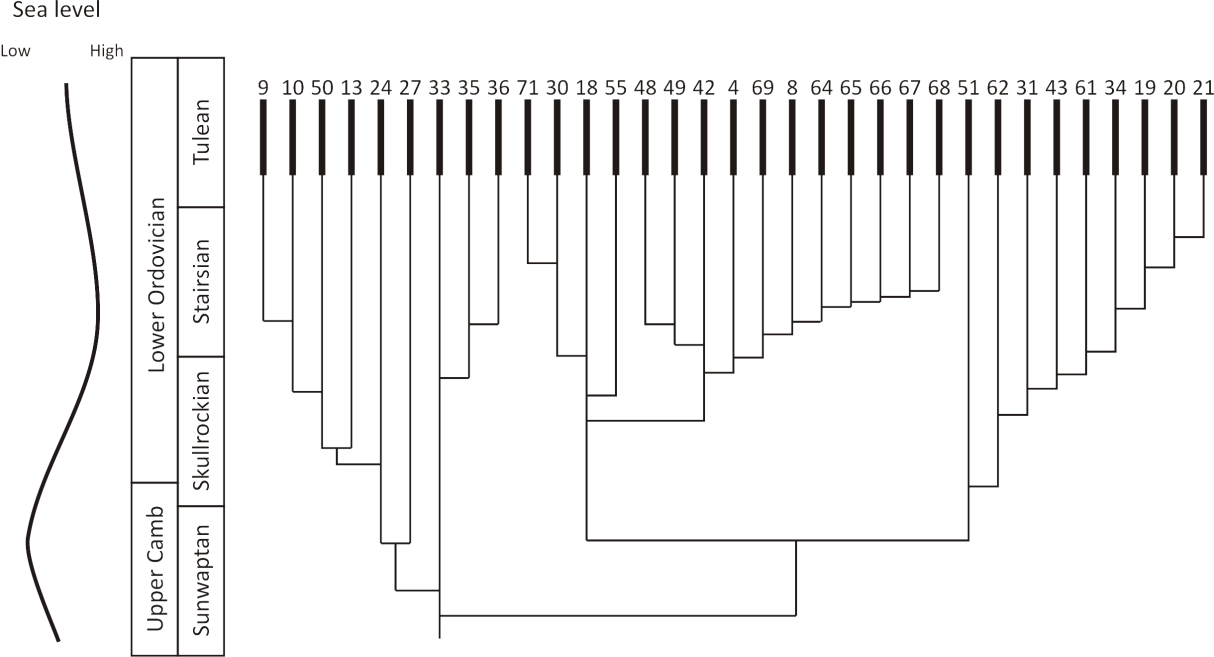 Sea level
Low High
9 10 50 13 24 27 33 35 36 71 30 18 55 48 49 42 4 69 8 64 65 66 67 68 51 62 31 43 61 34 19 20 21
Lower Ordovician
Upper Camb
Tulean
Stairsian
Skullrockian
Sunwaptan